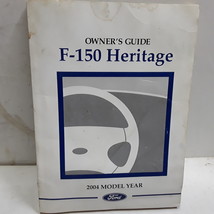 OWNER'S GUIDE
F-150 Heritage
2004 MODEL YEAR
Ford